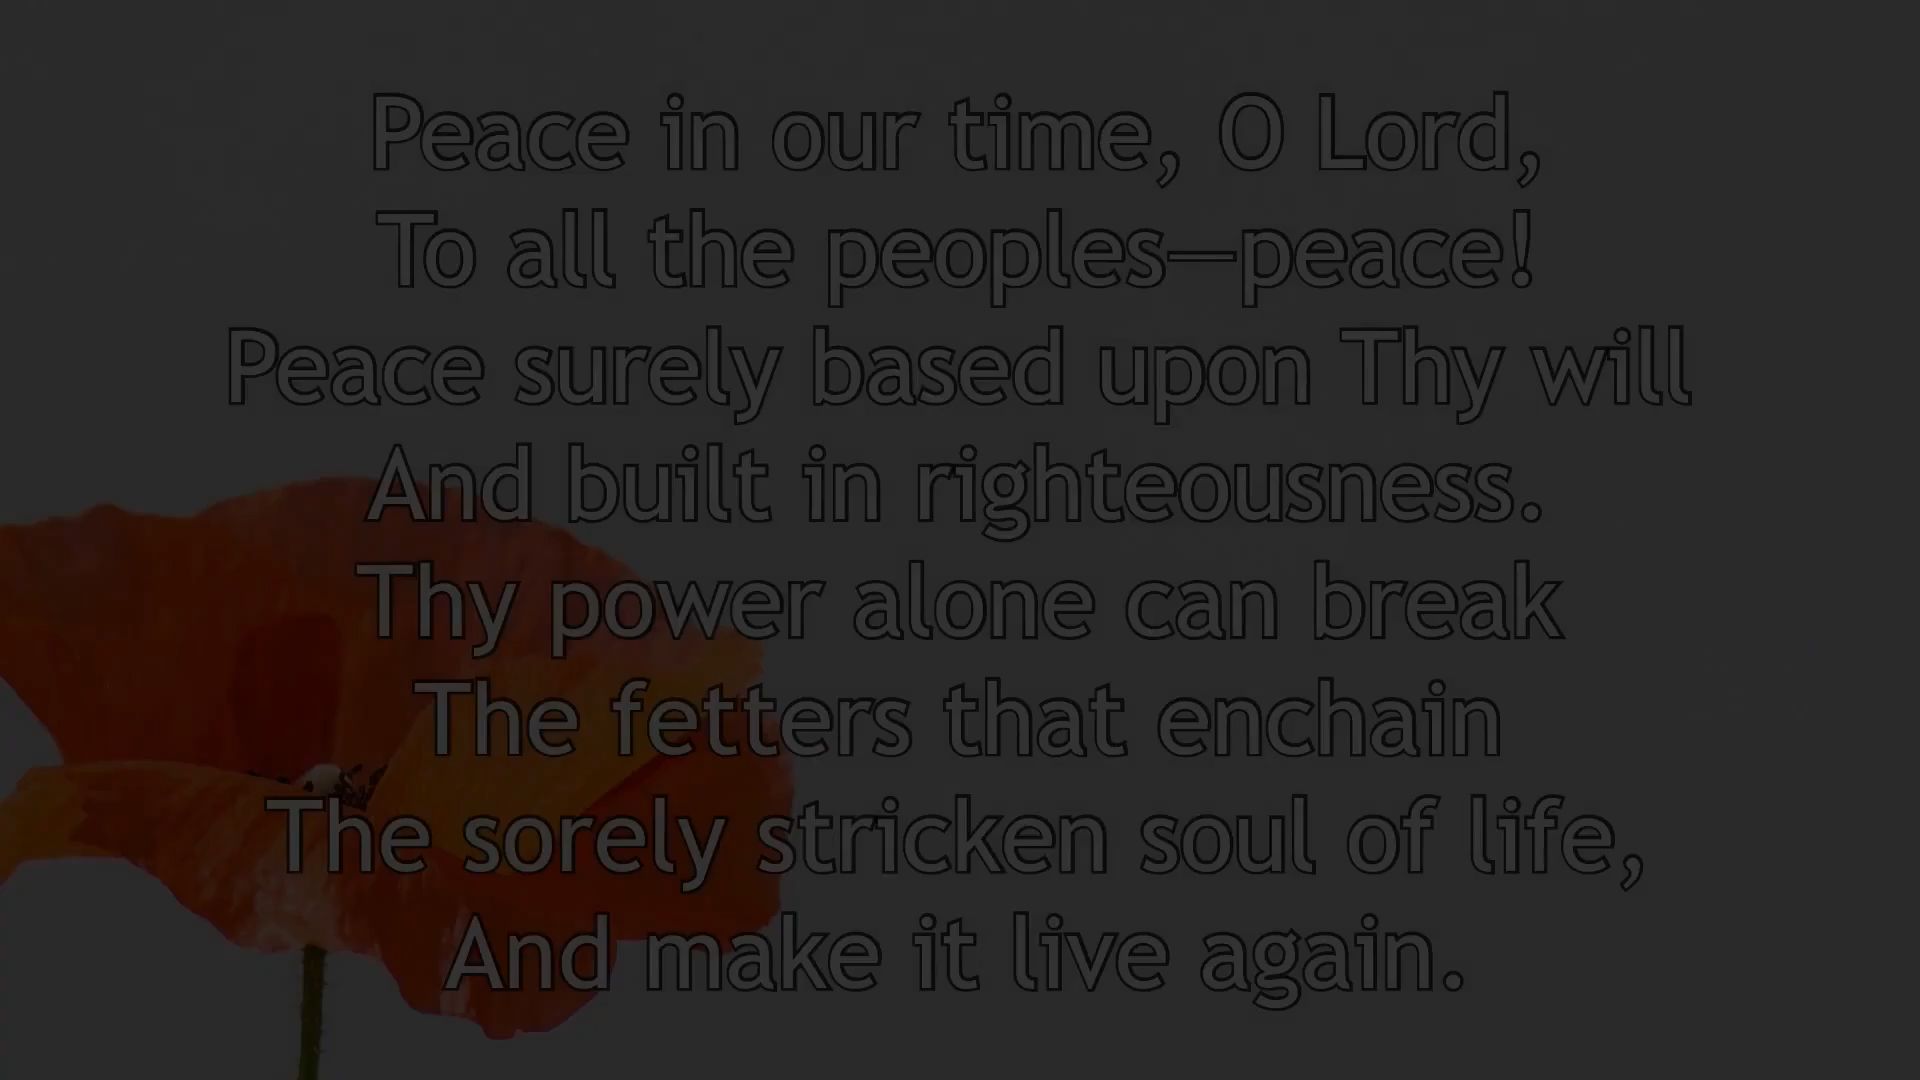 Peace in our time, O Lord,
To all the peoples—peace!
Peace surely based upon Thy will
And built in righteousness.
Thy power alone can break
The fetters that enchain
The sorely stricken soul of life,
And make it live again.